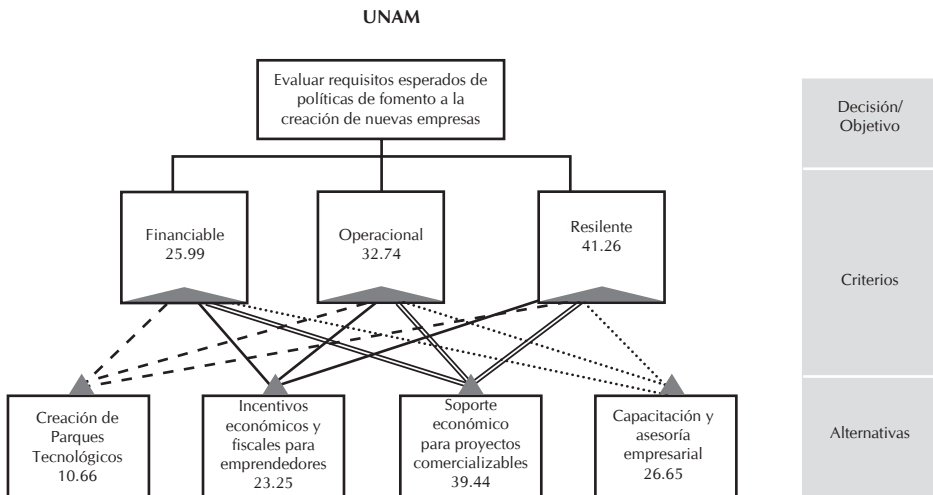 UNAM
Evaluar requisitos esperados de
políticas de fomento a la
creación de nuevas empresas
Decisión/
Objetivo
Financiable
25.99
Operacional
32.74
Resilente
41.26
Criterios
Creación de
Parques
Tecnológicos
10.66
Incentivos
económicos y
fiscales para
emprendedores
23.25
Soporte
económico
para proyectos
comercializables
39.44
Capacitación y
asesoría
empresarial
26.65
Alternativas